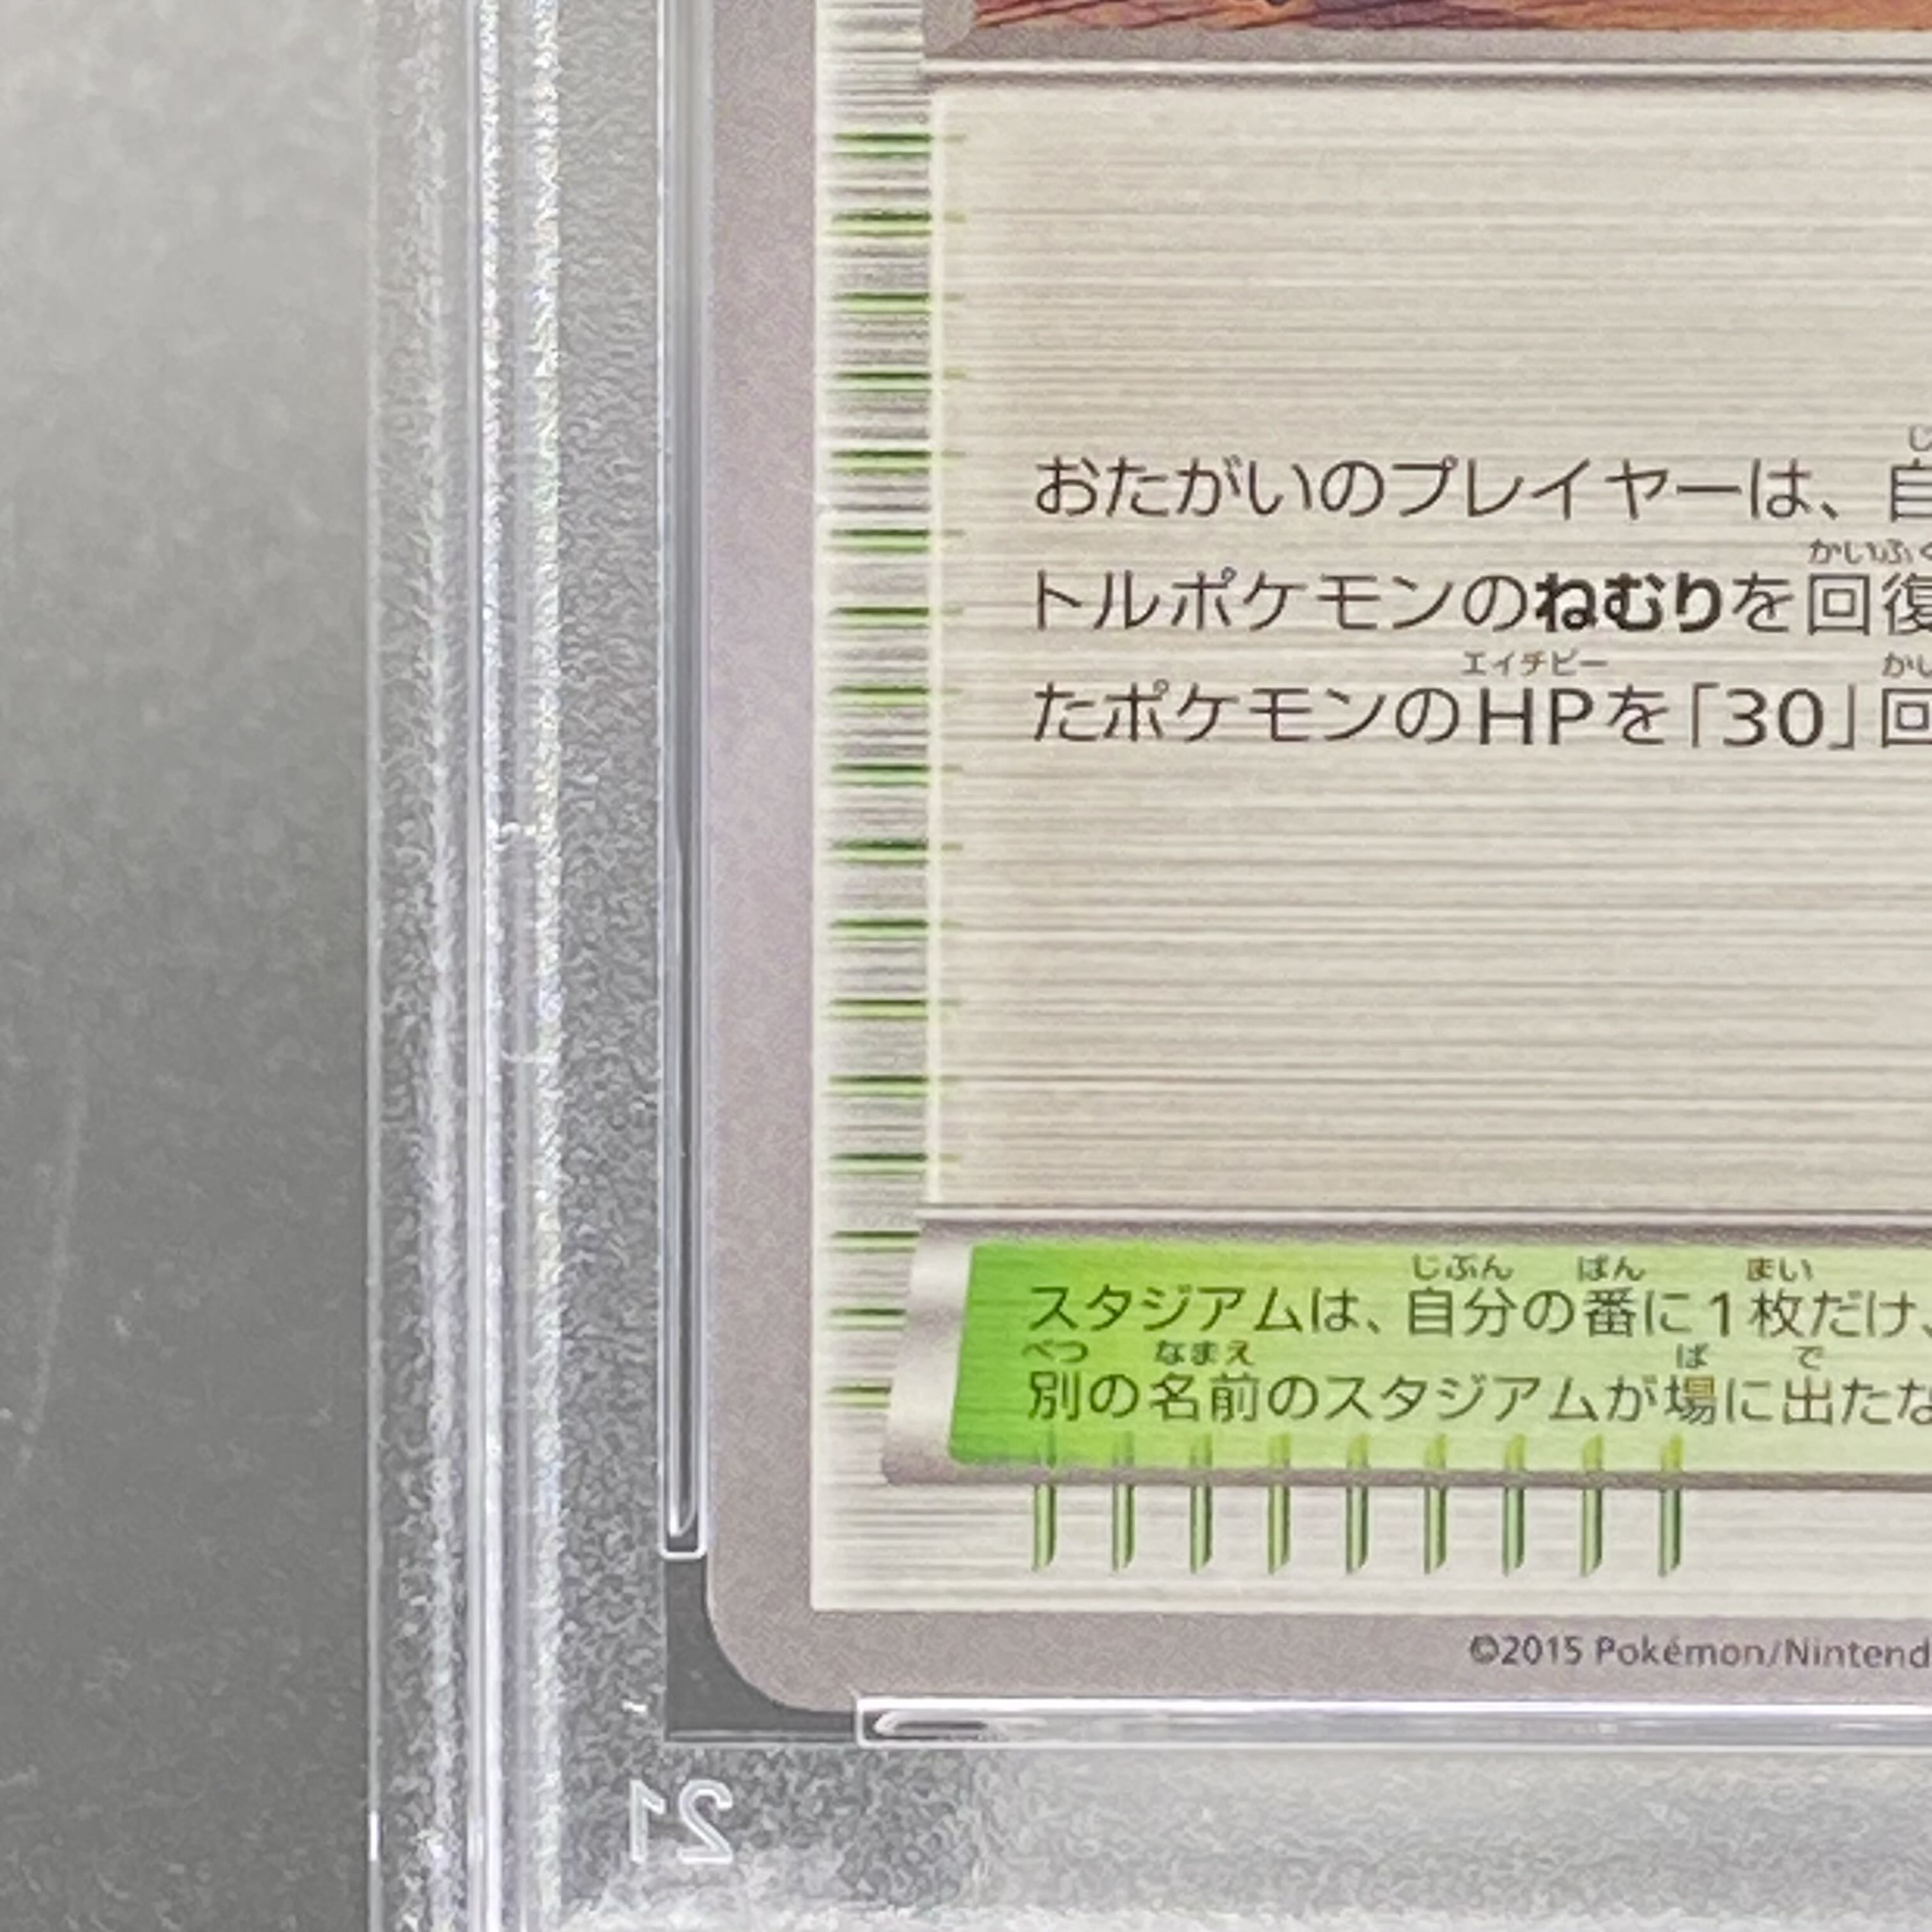 おたがいのプレイヤーは、自
トルポケモンのねむりを回復
たポケモンのHPを「30」回
スタジアムは、自分の番に1枚だけ、
別の名前のスタジアムが場に出たな
©2015 Pokémon/Nintend
21